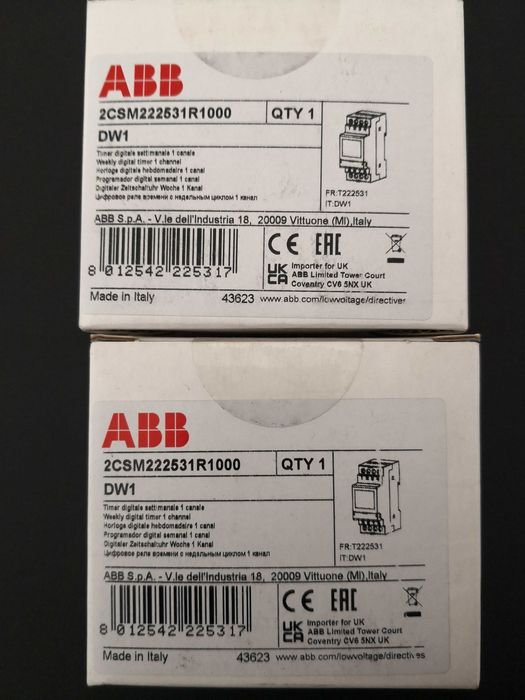 ABB
2CSM222531R1000 QTY 1
DW1
Timer digitale settimanale 1 canale
Weekly digital timer 1 channel
Horloge digitale hebdomadaire 1 canal
Programador digital semanal 1 canal
Digitaler Zeitschaltuhr Woche 1 Kanal
Цифровое реле времени с недельным циклом 1 канал
FR:T222531
IT:DW1
ABB S.p.A. - V.le dell'Industria 18, 20009 Vittuone (MI),Italy
8 012542 225317
CE EAC
UK CA Importer for UK
ABB Limited Tower Court
Coventry CV6 5NX UK
Made in Italy 43623 www.abb.com/lowvoltage/directives
ABB
2CSM222531R1000 QTY 1
DW1
Timer digitale settimanale 1 canale
Weekly digital timer 1 channel
Horloge digitale hebdomadaire 1 canal
Programador digital semanal 1 canal
Digitaler Zeitschaltuhr Woche 1 Kanal
Цифровое реле времени с недельным циклом 1 канал
FR:T222531
IT:DW1
ABB S.p.A. - V.le dell'Industria 18, 20009 Vittuone (MI),Italy
8 012542 225317
CE EAC
UK CA Importer for UK
ABB Limited Tower Court
Coventry CV6 5NX UK
Made in Italy 43623 www.abb.com/lowvoltage/directives